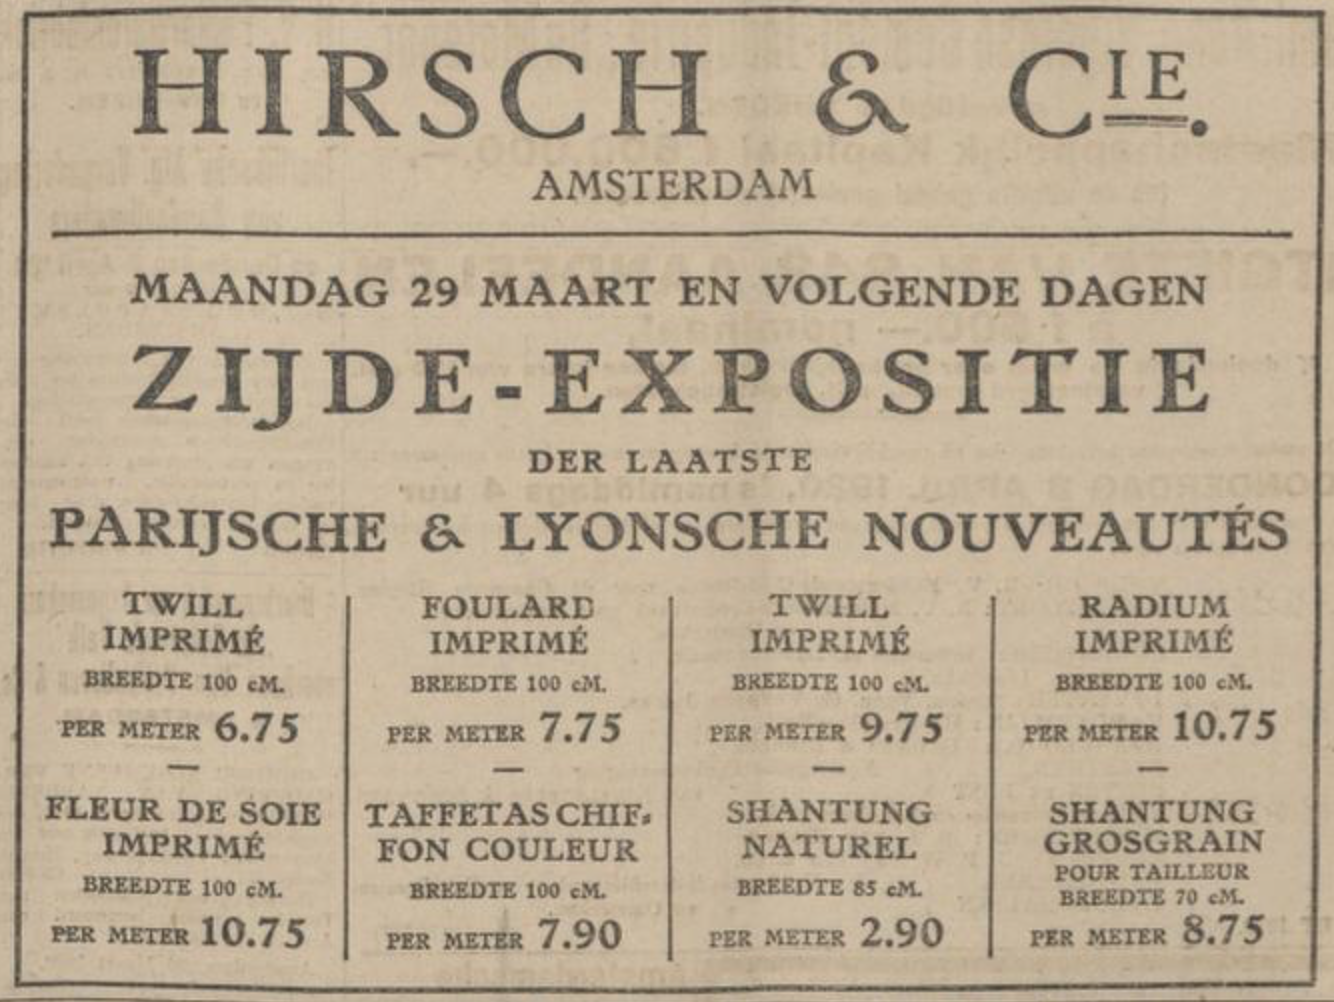 HIRSCH & CIE.
AMSTERDAM
MAANDAG 29 MAART EN VOLGENDE DAGEN
ZIJDE-EXPOSITIE
DER LAATSTE
PARIJSCHE & LYONSCHE NOUVEAUTÉS
TWILL
IMPRIMÉ
BREEDTE 100 cM.
PER METER 6.75
FLEUR DE SOIE
IMPRIMÉ
BREEDTE 100 cM.
PER METER 10.75
FOULARD
IMPRIMÉ
BREEDTE 100 cM.
PER METER 7.75
TAFFETAS CHIF-
FON COULEUR
BREEDTE 100 cM.
PER METER 7.90
TWILL
IMPRIMÉ
BREEDTE 100 cM.
PER METER 9.75
SHANTUNG
NATUREL
BREEDTE 85 cM.
PER METER 2.90
RADIUM
IMPRIMÉ
BREEDTE 100 cM.
PER METER 10.75
SHANTUNG
GROSGRAIN
POUR TAILLEUR
BREEDTE 70 cM.
PER METER 8.75